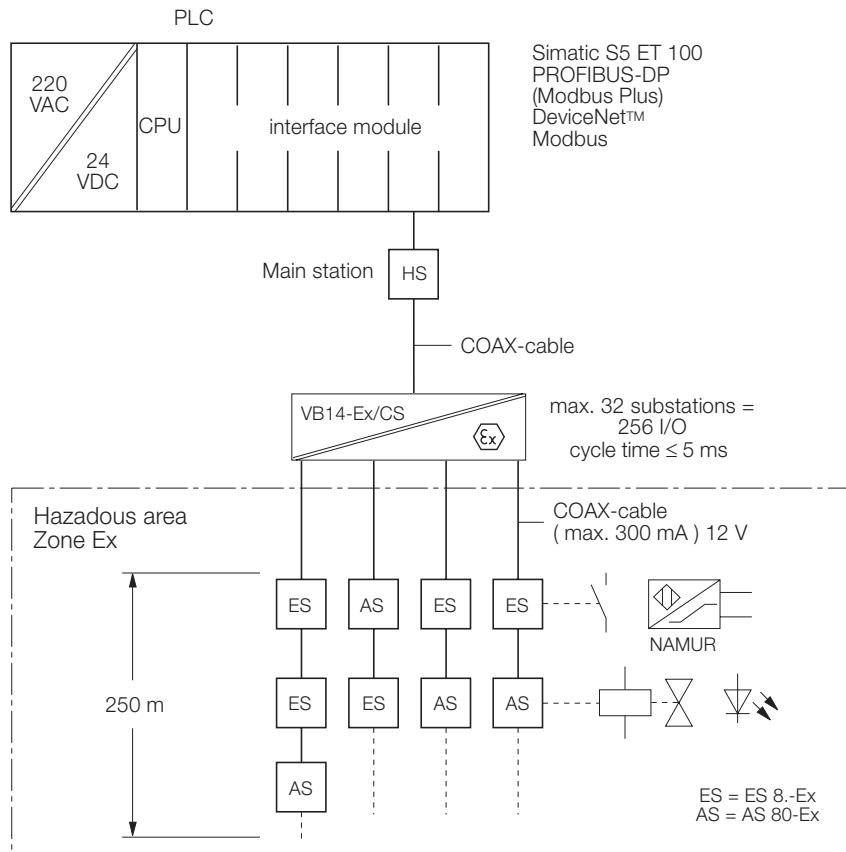 PLC
220
VAC
24
VDC
CPU
interface module
Simatic S5 ET 100
PROFIBUS-DP
(Modbus Plus)
DeviceNet™
Modbus
Main station
HS
COAX-cable
VB14-Ex/CS
Ex
max. 32 substations =
256 I/O
cycle time ≤ 5 ms
Hazadous area
Zone Ex
COAX-cable
( max. 300 mA ) 12 V
ES AS ES ES
NAMUR
250 m
ES ES AS AS
AS
ES = ES 8.-Ex
AS = AS 80-Ex